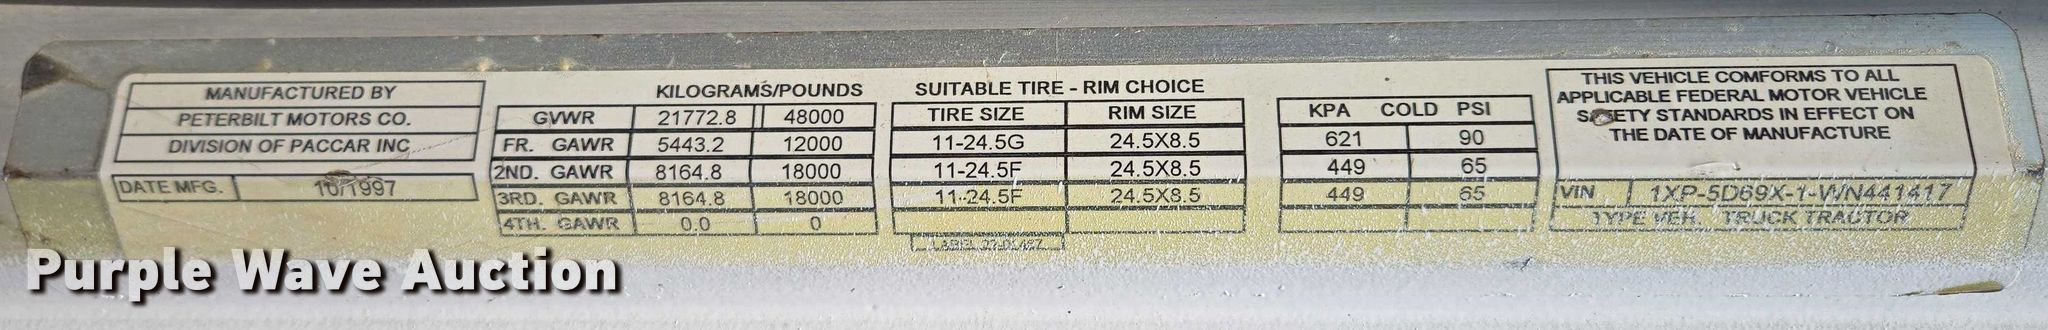 MANUFACTURED BY
PETERBILT MOTORS CO.
DIVISION OF PACCAR INC
DATE MFG. 10/1997
KILOGRAMS/POUNDS
GVWR 21772.8 48000
FR. GAWR 5443.2 12000
2ND. GAWR 8164.8 18000
3RD. GAWR 8164.8 18000
4TH. GAWR 0.0 0
SUITABLE TIRE - RIM CHOICE
TIRE SIZE RIM SIZE
11-24.5G 24.5X8.5
11-24.5F 24.5X8.5
11-24.5F 24.5X8.5
LABEL
KPA COLD PSI
621 90
449 65
449 65
THIS VEHICLE COMFORMS TO ALL
APPLICABLE FEDERAL MOTOR VEHICLE
SAFETY STANDARDS IN EFFECT ON
THE DATE OF MANUFACTURE
VIN 1XP-5D69X-1-WN441417
TYPE VEH. TRUCK TRACTOR
Purple Wave Auction